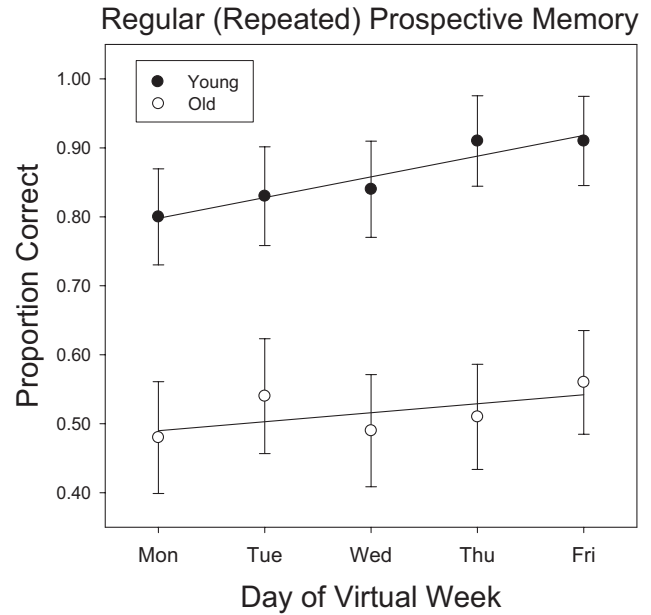 Regular (Repeated) Prospective Memory
Young
Old
Proportion Correct
1.00
0.90
0.80
0.70
0.60
0.50
0.40
Mon Tue Wed Thu Fri
Day of Virtual Week